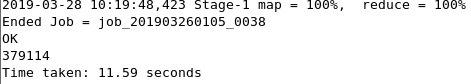 2019-03-28 10:19:48,423 Stage-1 map = 100%,  reduce = 100%
Ended Job = job_201903260105_0038
OK
379114
Time taken: 11.59 seconds